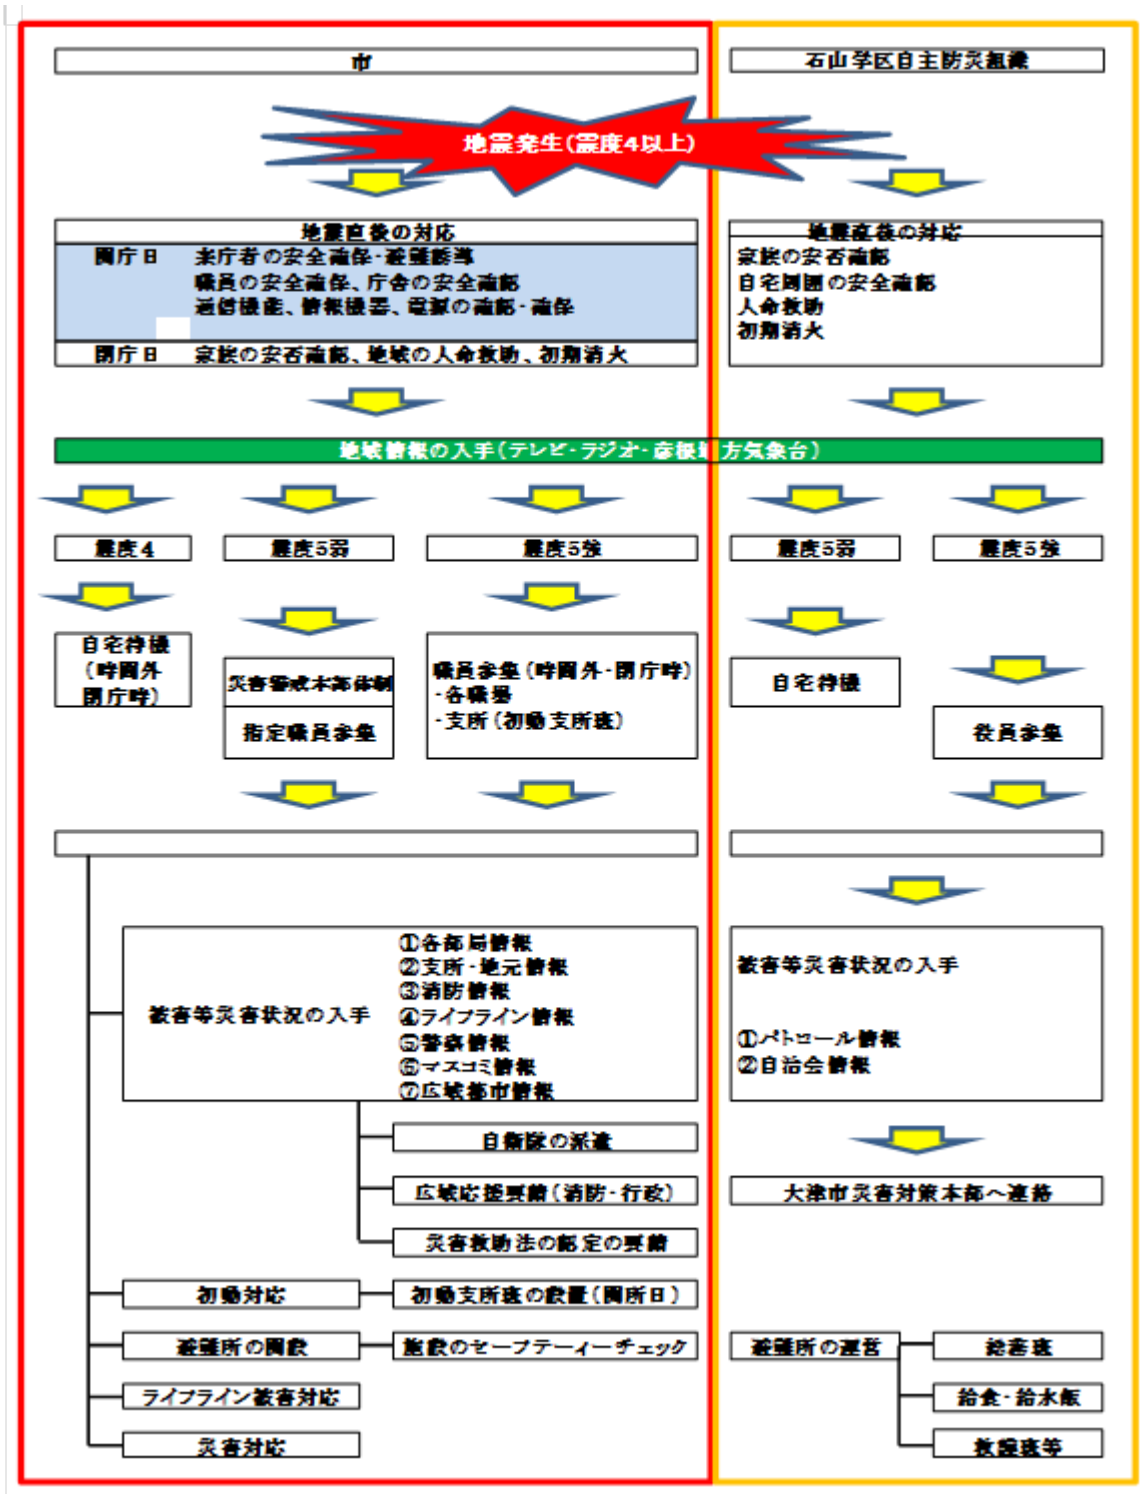 市
石山学区自主防災組織
地震発生(震度4以上)
地震直後の対応
開庁日 来庁者の安全確保・避難誘導
職員の安全確保、庁舎の安全確認
通信機能、情報機器、電源の確認・確保
閉庁日 家族の安否確認、地域の人命救助、初期消火
地震直後の対応
家族の安否確認
自宅周囲の安全確認
人命救助
初期消火
地域情報の入手(テレビ・ラジオ・彦根地方気象台)
震度4
震度5弱
震度5強
震度5弱
震度5強
自宅待機
(時間外
閉庁時)
災害警戒本部体制
指定職員参集
職員参集(時間外・閉庁時)
・各職場
・支所(初動支所班)
自宅待機
役員参集
被害等災害状況の入手
①各部局情報
②支所・地元情報
③消防情報
④ライフライン情報
⑤警察情報
⑥マスコミ情報
⑦広域都市情報
被害等災害状況の入手
①パトロール情報
②自治会情報
自衛隊の派遣
広域応援要請(消防・行政)
災害救助法の認定の要請
大津市災害対策本部へ連絡
初動対応
初動支所班の設置(開所日)
避難所の開設
施設のセーフティーチェック
ライフライン被害対応
災害対応
避難所の運営
給食・給水飯
救護班等